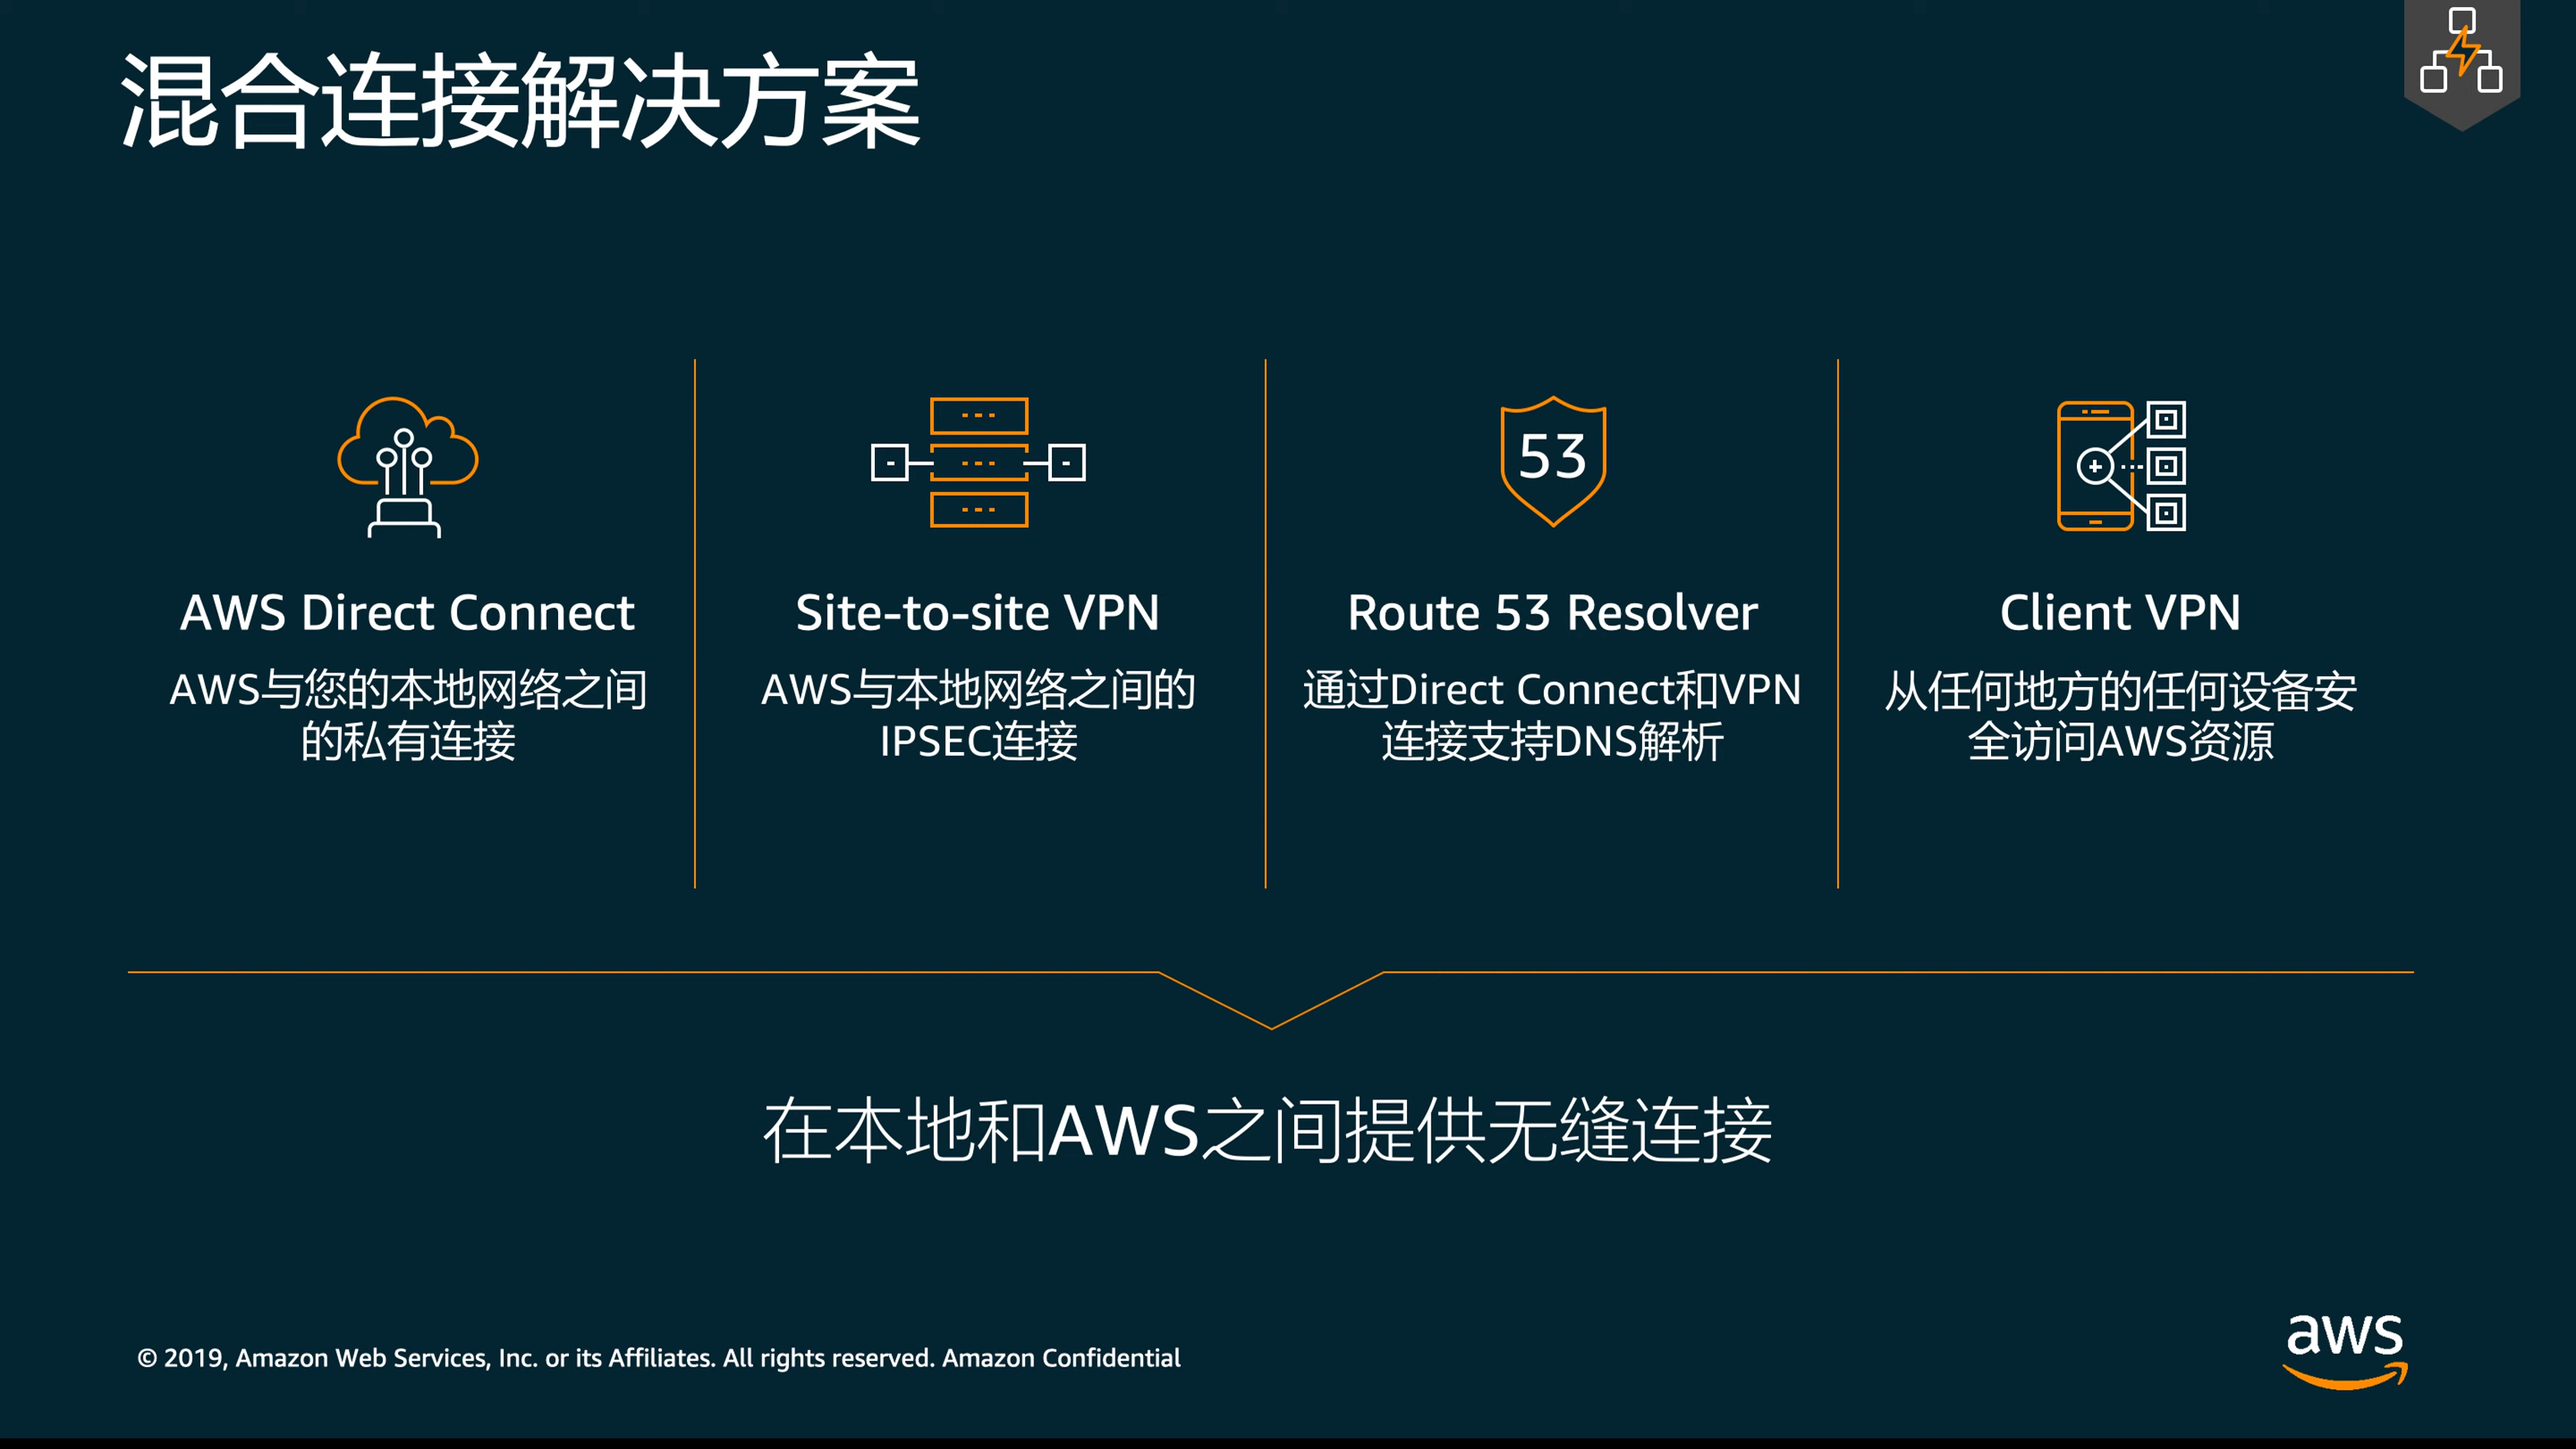 混合连接解决方案
53
AWS Direct Connect
AWS与您的本地网络之间
的私有连接
Site-to-site VPN
AWS与本地网络之间的
IPSEC连接
Route 53 Resolver
通过Direct Connect和VPN
连接支持DNS解析
Client VPN
从任何地方的任何设备安
全访问AWS资源
在本地和AWS之间提供无缝连接
© 2019, Amazon Web Services, Inc. or its Affiliates. All rights reserved. Amazon Confidential
aws